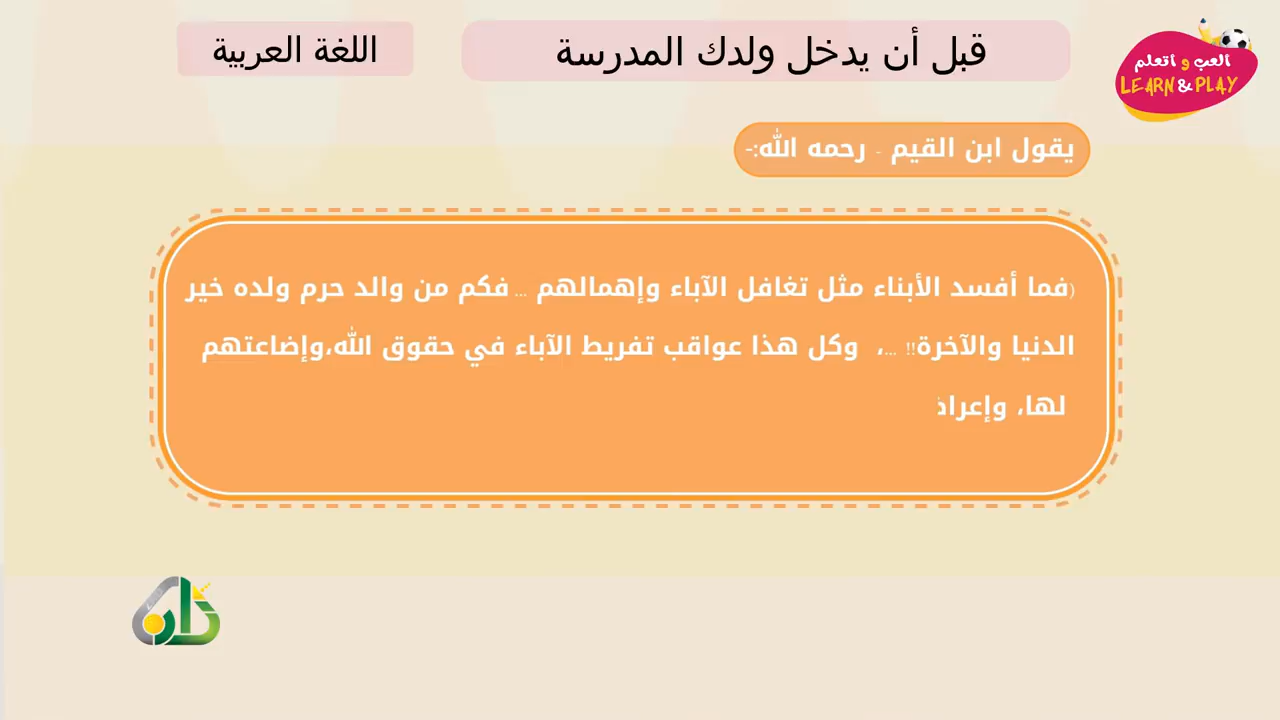 قبل أن يدخل ولدك المدرسة
اللغة العربية
العب و أتعلم
LEARN & PLAY
يقول ابن القيم - رحمه الله:-
(فما أفسد الأبناء مثل تغافل الآباء وإهمالهم ... فكم من والد حرم ولده خير
الدنيا والآخرة!! ...، وكل هذا عواقب تفريط الآباء في حقوق الله،وإضاعتهم
لها، وإعراد